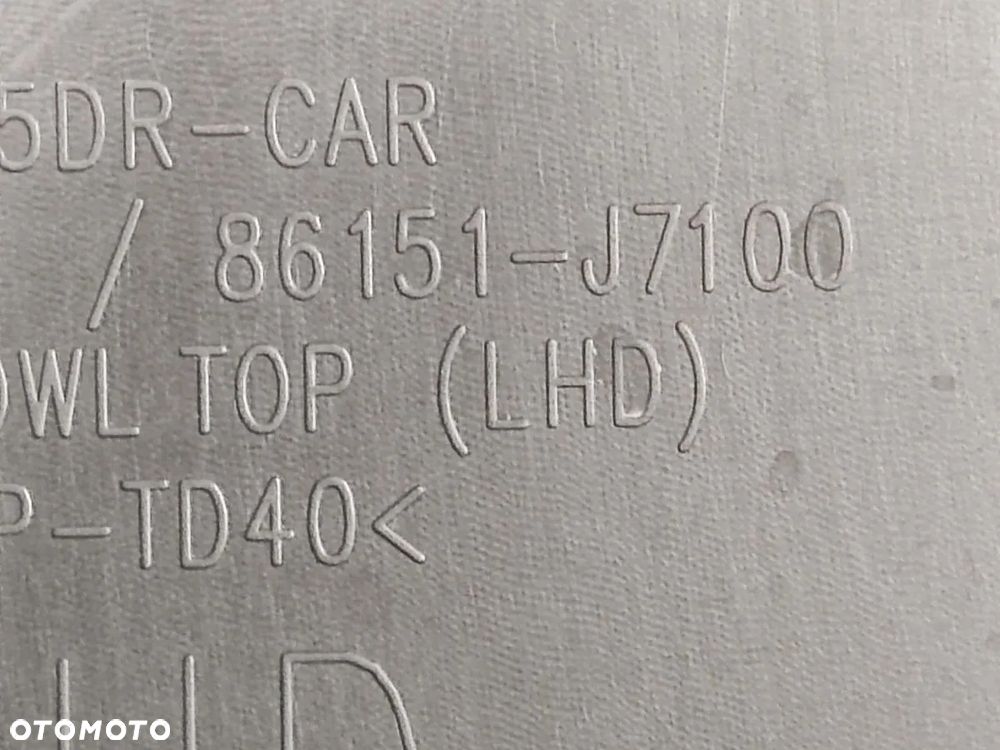 5DR-CAR
/ 86151-J7100
OWL TOP (LHD)
P-TD40<
OTOMOTO